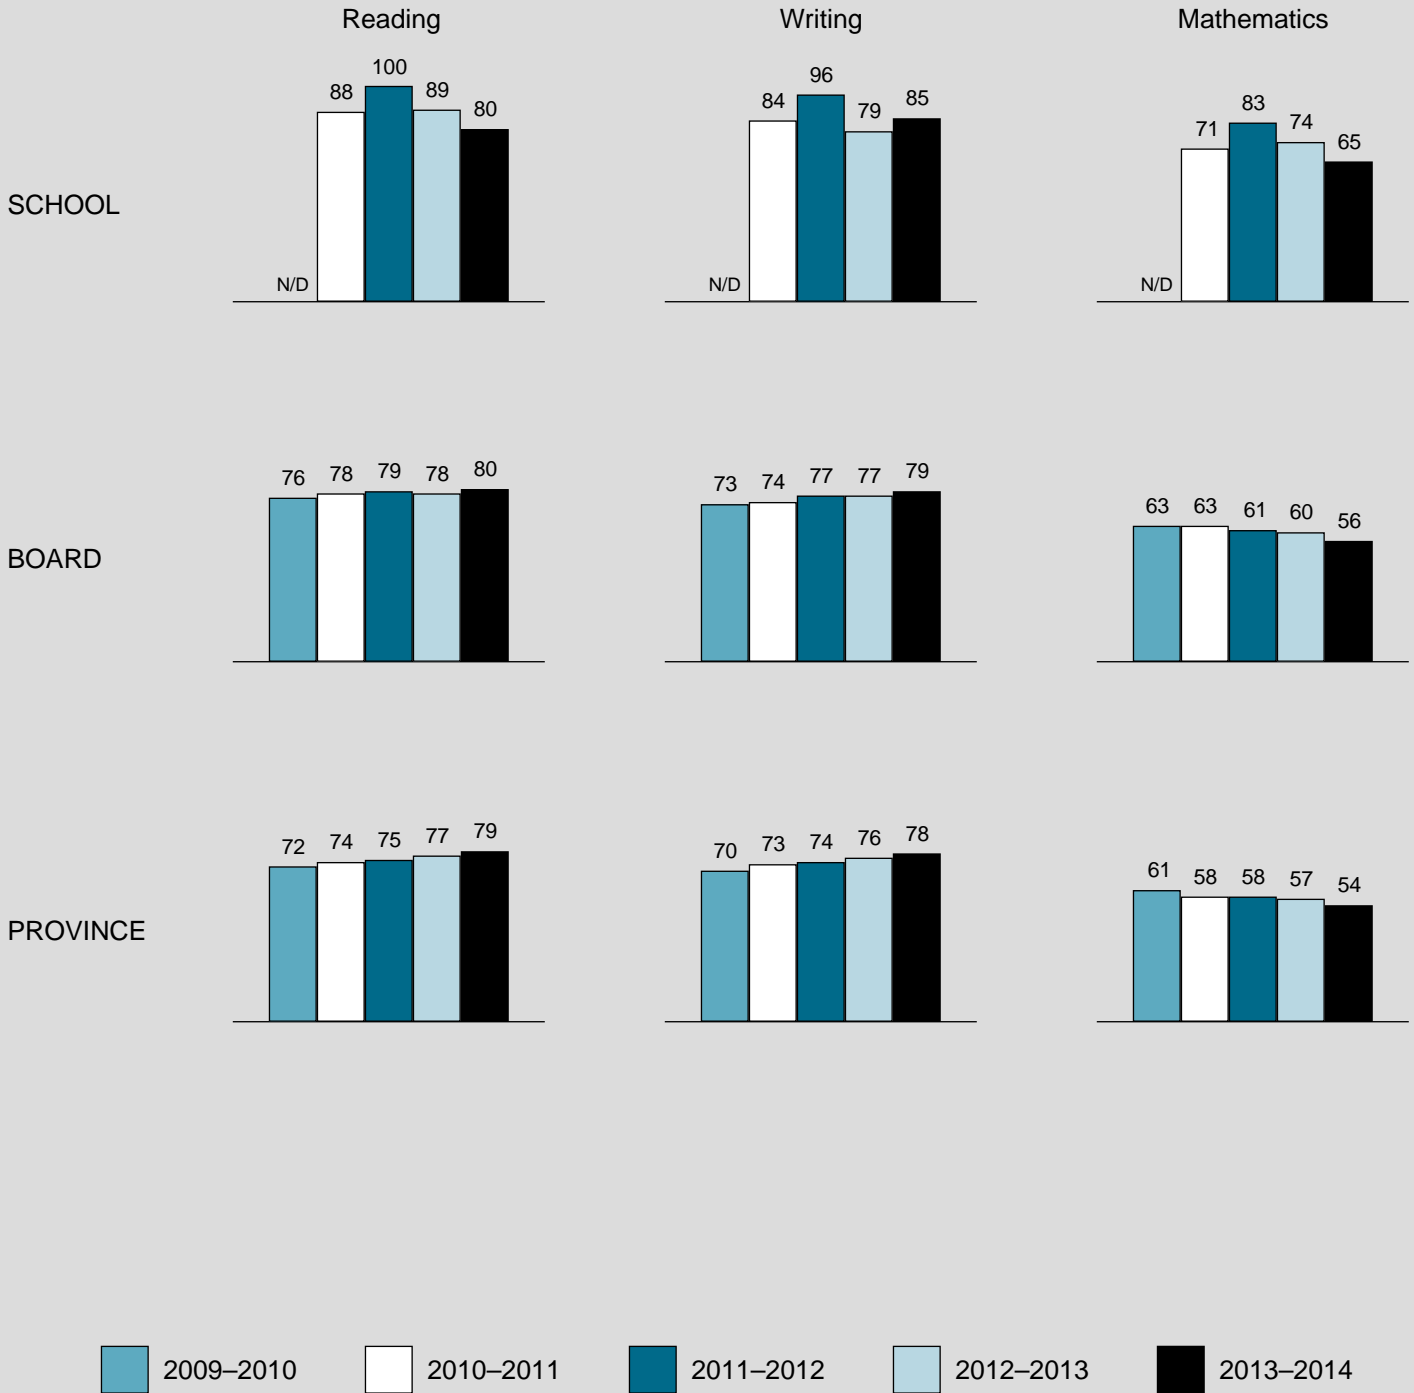 Reading Writing Mathematics
SCHOOL
N/D 88 100 89 80
N/D 84 96 79 85
N/D 71 83 74 65
BOARD
76 78 79 78 80
73 74 77 77 79
63 63 61 60 56
PROVINCE
72 74 75 77 79
70 73 74 76 78
61 58 58 57 54
2009–2010 2010–2011 2011–2012 2012–2013 2013–2014